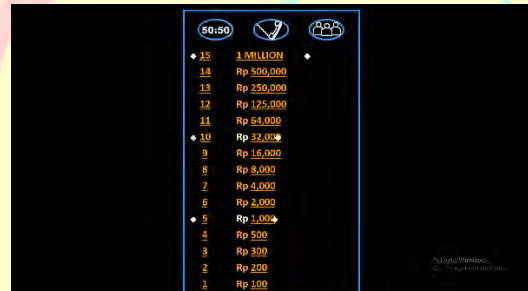 50:50
15 1 MILLION
14 Rp 500,000
13 Rp 250,000
12 Rp 125,000
11 Rp 64,000
10 Rp 32,000
9 Rp 16,000
8 Rp 8,000
7 Rp 4,000
6 Rp 2,000
5 Rp 1,000
4 Rp 500
3 Rp 300
2 Rp 200
1 Rp 100
Activate Windows